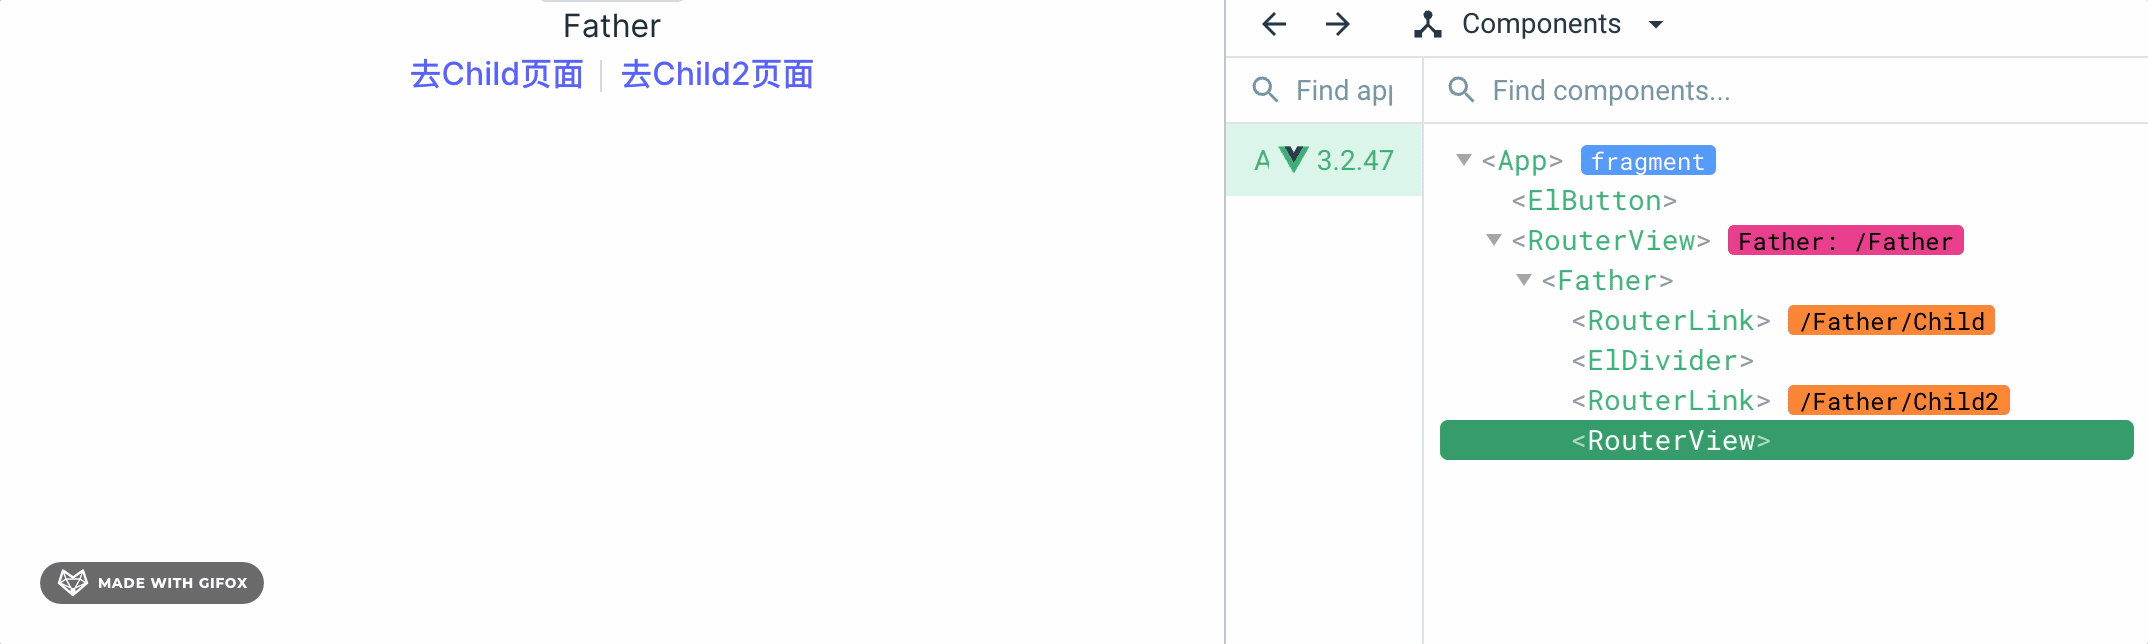 Father
去Child页面
去Child2页面
MADE WITH GIFOX
Components
Find app
Find components...
A 3.2.47
<App> fragment
<ElButton>
<RouterView> Father: /Father
<Father>
<RouterLink> /Father/Child
<ElDivider>
<RouterLink> /Father/Child2
<RouterView>